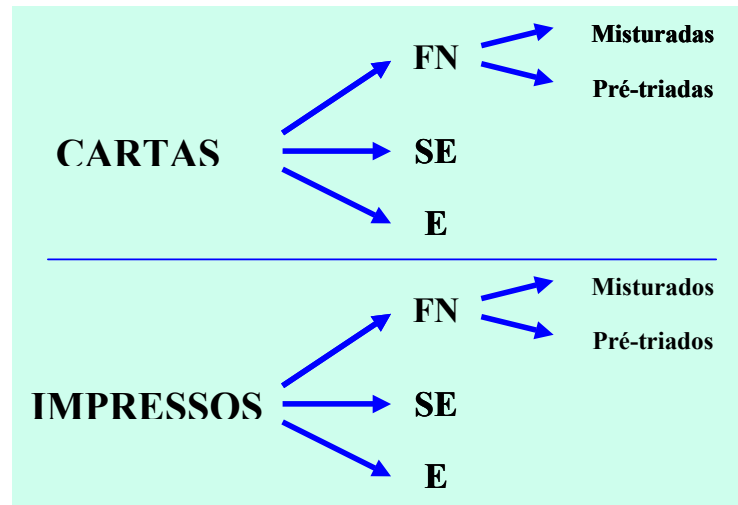 Misturadas
FN
Pré-triadas
CARTAS
SE
E
Misturados
FN
Pré-triados
IMPRESSOS
SE
E